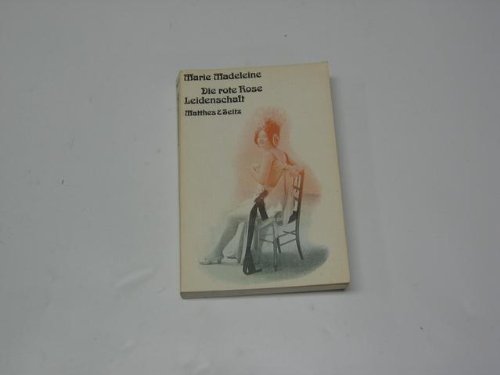 Marie Madeleine
Die rote Rose
Leidenschaft
Matthes & Seitz